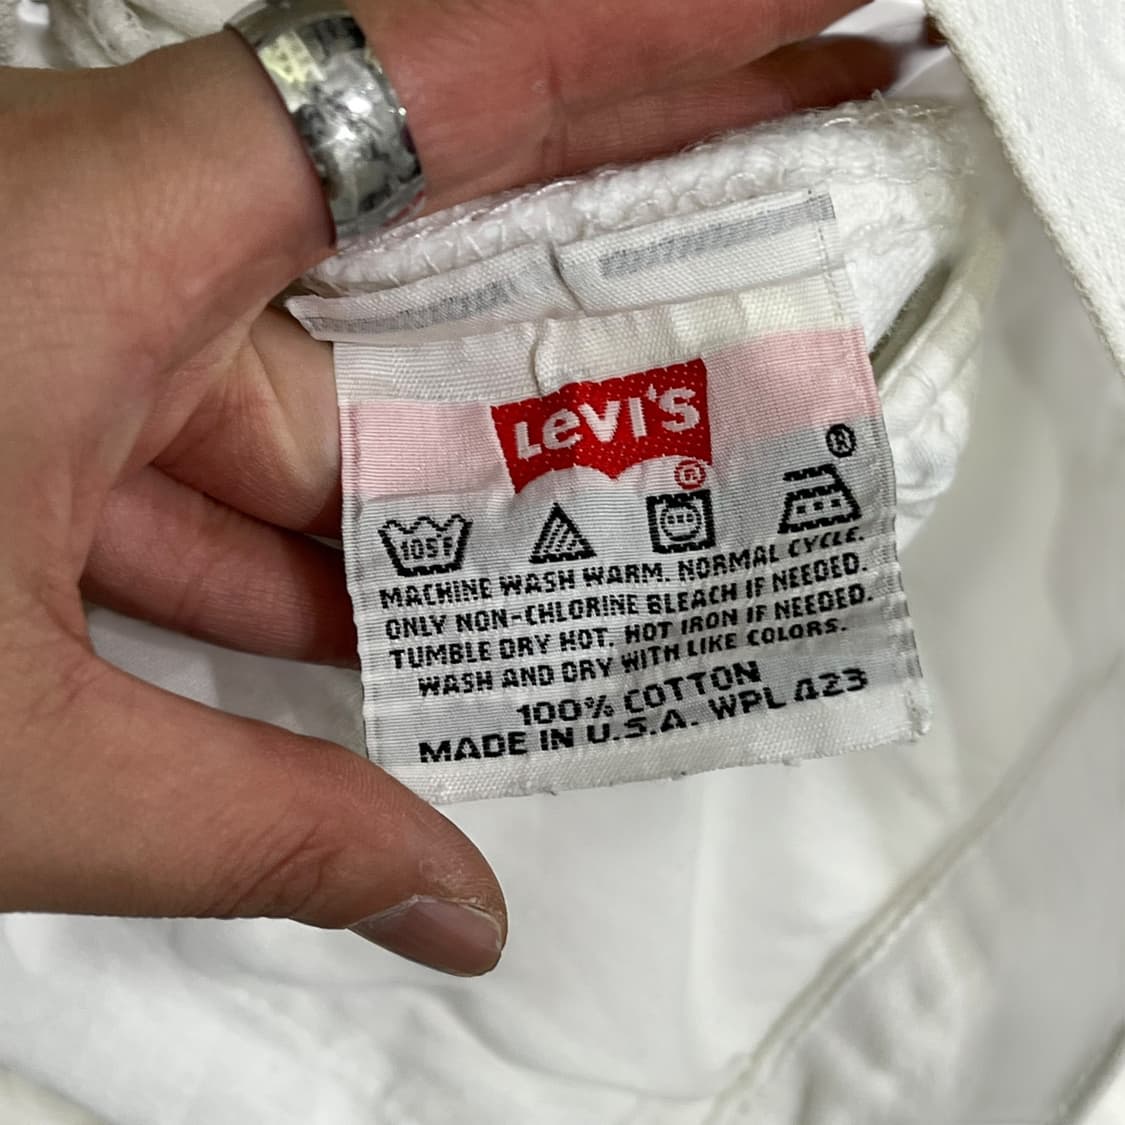 Levi's
®
®
105°F
MACHINE WASH WARM. NORMAL CYCLE.
ONLY NON-CHLORINE BLEACH IF NEEDED.
TUMBLE DRY HOT. HOT IRON IF NEEDED.
WASH AND DRY WITH LIKE COLORS.
100% COTTON
MADE IN U.S.A. WPL 423